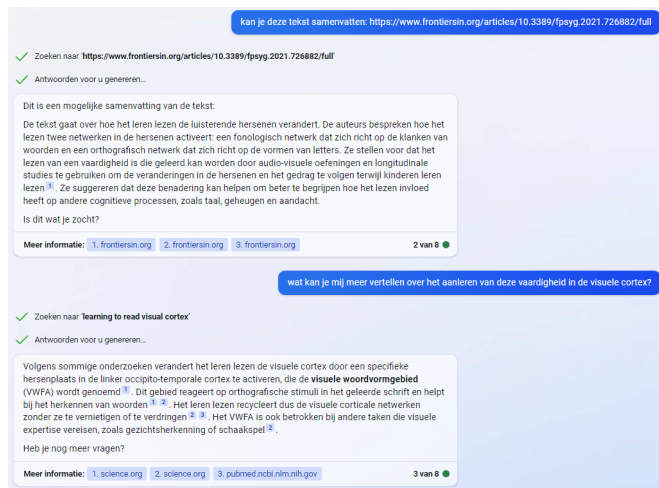 kan je deze tekst samenvatten: https://www.frontiersin.org/articles/10.3389/fpsyg.2021.726882/full
Zoeken naar 'https://www.frontiersin.org/articles/10.3389/fpsyg.2021.726882/full'
Antwoorden voor u genereren…
Dit is een mogelijke samenvatting van de tekst:
De tekst gaat over hoe het leren lezen de luisterende hersenen verandert. De auteurs bespreken hoe het
lezen twee netwerken in de hersenen activeert: een fonologisch netwerk dat zich richt op de klanken van
woorden en een orthografisch netwerk dat zich richt op de vormen van letters. Ze stellen voor dat het
lezen van een vaardigheid is die geleerd kan worden door audio-visuele oefeningen en longitudinale
studies te gebruiken om de veranderingen in de hersenen en het gedrag te volgen terwijl kinderen leren
lezen 1 . Ze suggereren dat deze benadering kan helpen om beter te begrijpen hoe het lezen invloed
heeft op andere cognitieve processen, zoals taal, geheugen en aandacht.
Is dit wat je zocht?
Meer informatie: 1. frontiersin.org 2. frontiersin.org 3. frontiersin.org 2 van 8
wat kan je mij meer vertellen over het aanleren van deze vaardigheid in de visuele cortex?
Zoeken naar 'learning to read visual cortex'
Antwoorden voor u genereren…
Volgens sommige onderzoeken verandert het leren lezen de visuele cortex door een specifieke
hersenplaats in de linker occipito-temporale cortex te activeren, die de visuele woordvormgebied
(VWFA) wordt genoemd 1 . Dit gebied reageert op orthografische stimuli in het geleerde schrift en helpt
bij het herkennen van woorden 1 2 . Het leren lezen recycleert dus de visuele corticale netwerken
zonder ze te vernietigen of te verdringen 2 3 . Het VWFA is ook betrokken bij andere taken die visuele
expertise vereisen, zoals gezichtsherkenning of schaakspel 2 .
Heb je nog meer vragen?
Meer informatie: 1. science.org 2. science.org 3. pubmed.ncbi.nlm.nih.gov 3 van 8